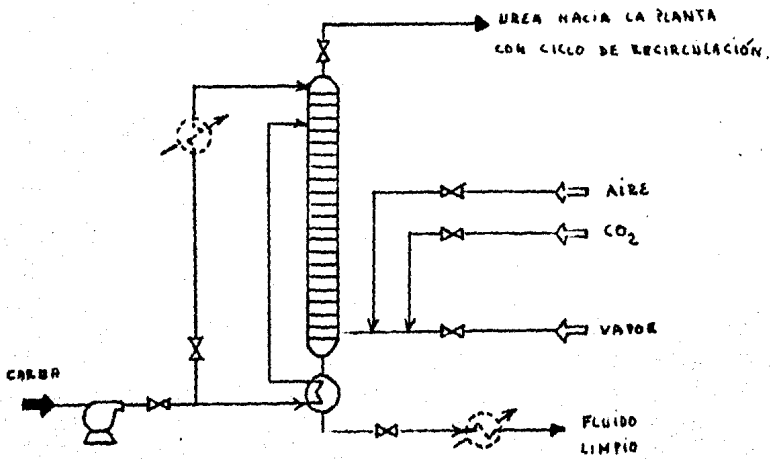 UREA HACIA LA PLANTA
CON CICLO DE RECIRCULACIÓN.
AIRE
CO2
VAPOR
CARGA
FLUIDO
LIMPIO